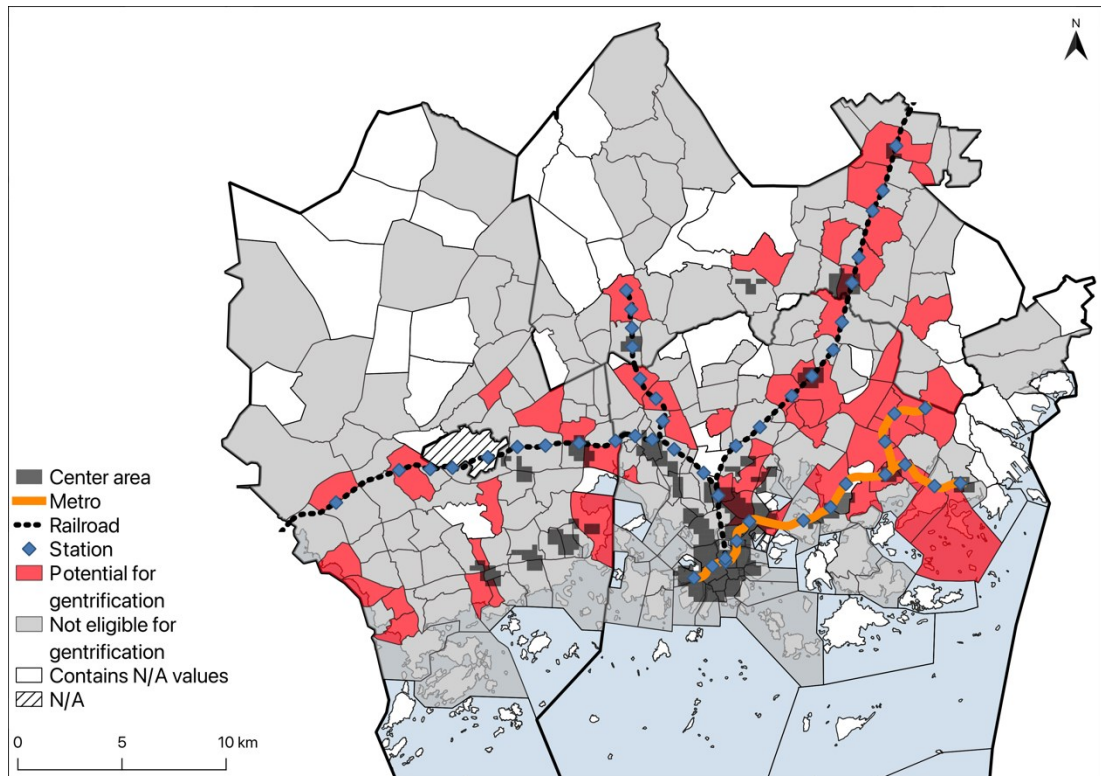 N
Center area
Metro
Railroad
Station
Potential for
gentrification
Not eligible for
gentrification
Contains N/A values
N/A
0 5 10 km